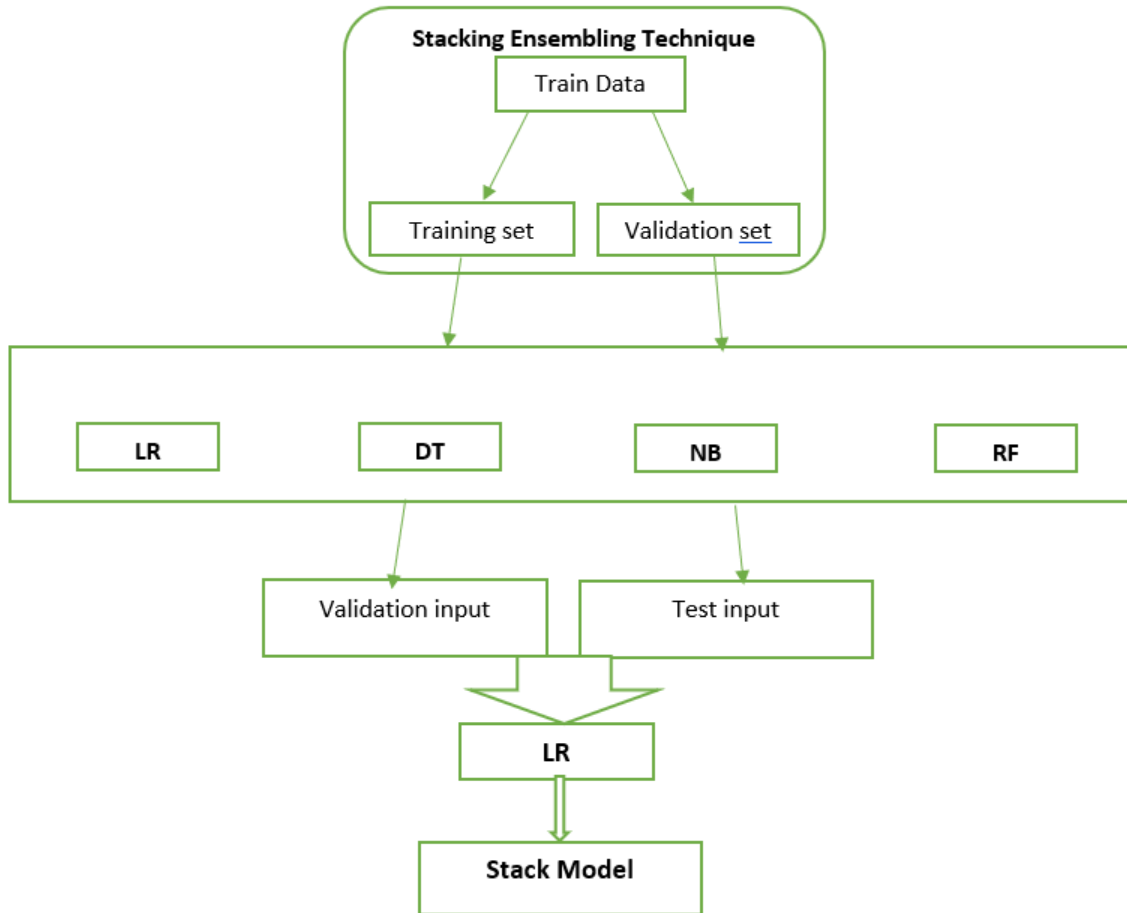 Stacking Ensembling Technique
Train Data
Training set
Validation set
LR
DT
NB
RF
Validation input
Test input
LR
Stack Model